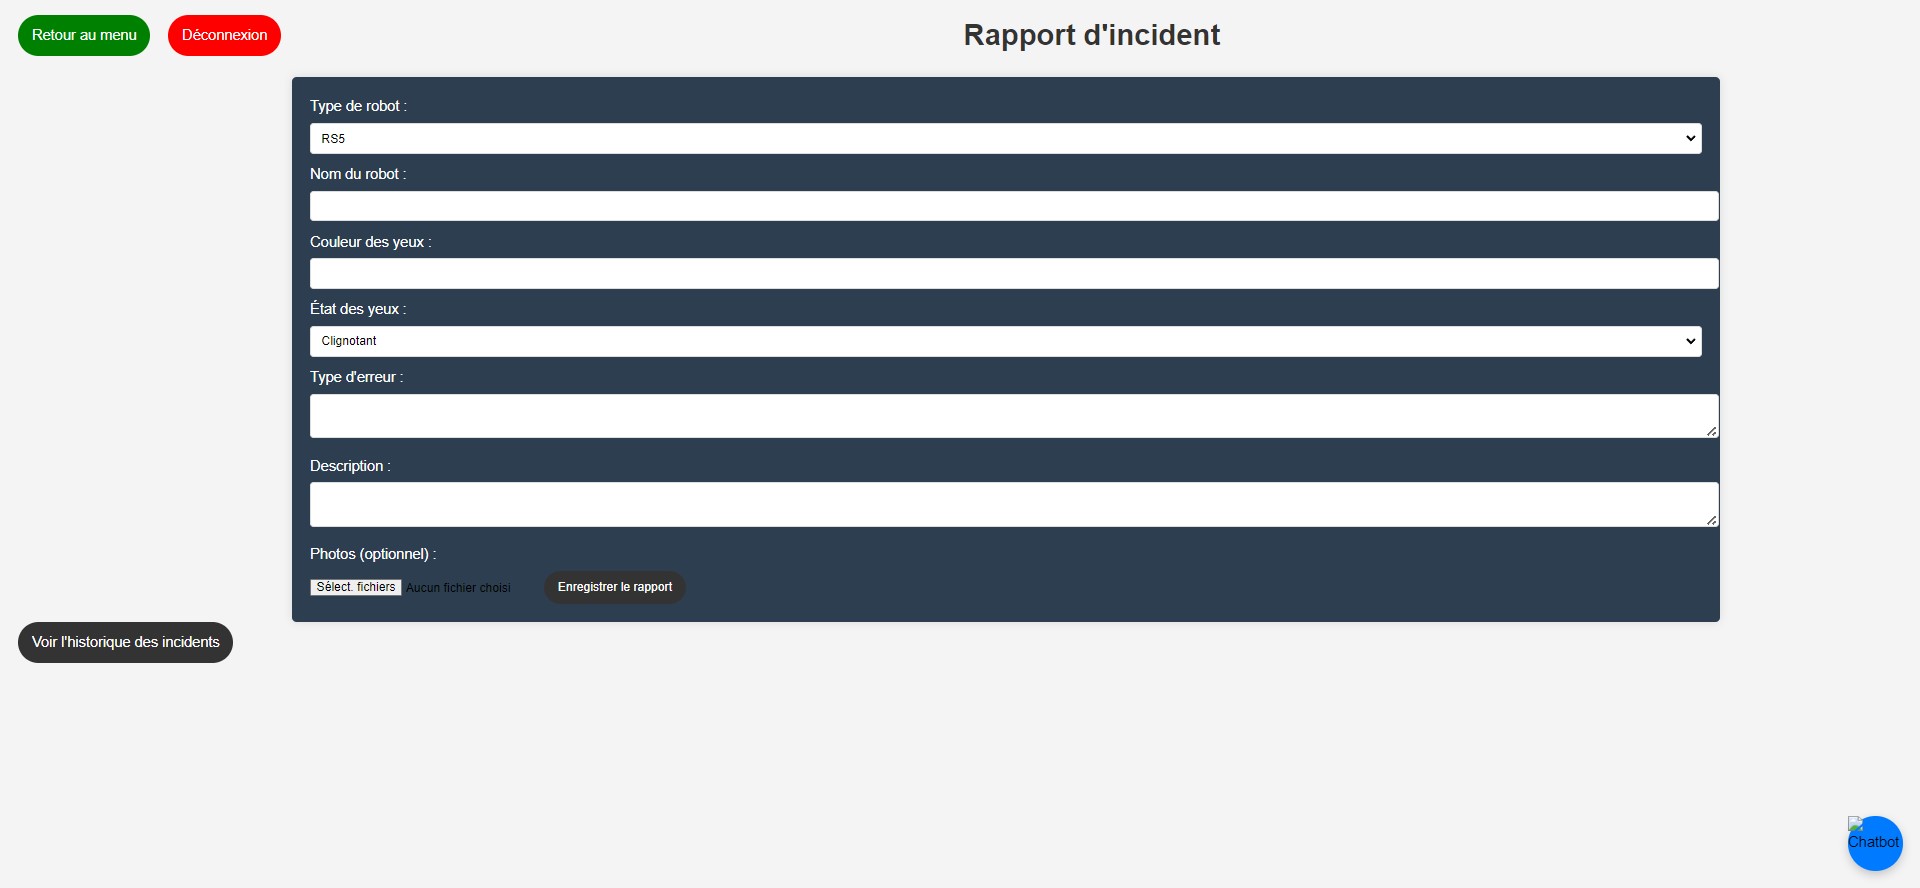 Retour au menu
Déconnexion
Rapport d'incident
Type de robot :
RS5
Nom du robot :
Couleur des yeux :
État des yeux :
Clignotant
Type d'erreur :
Description :
Photos (optionnel) :
Sélect. fichiers
Aucun fichier choisi
Enregistrer le rapport
Voir l'historique des incidents
Chatbot